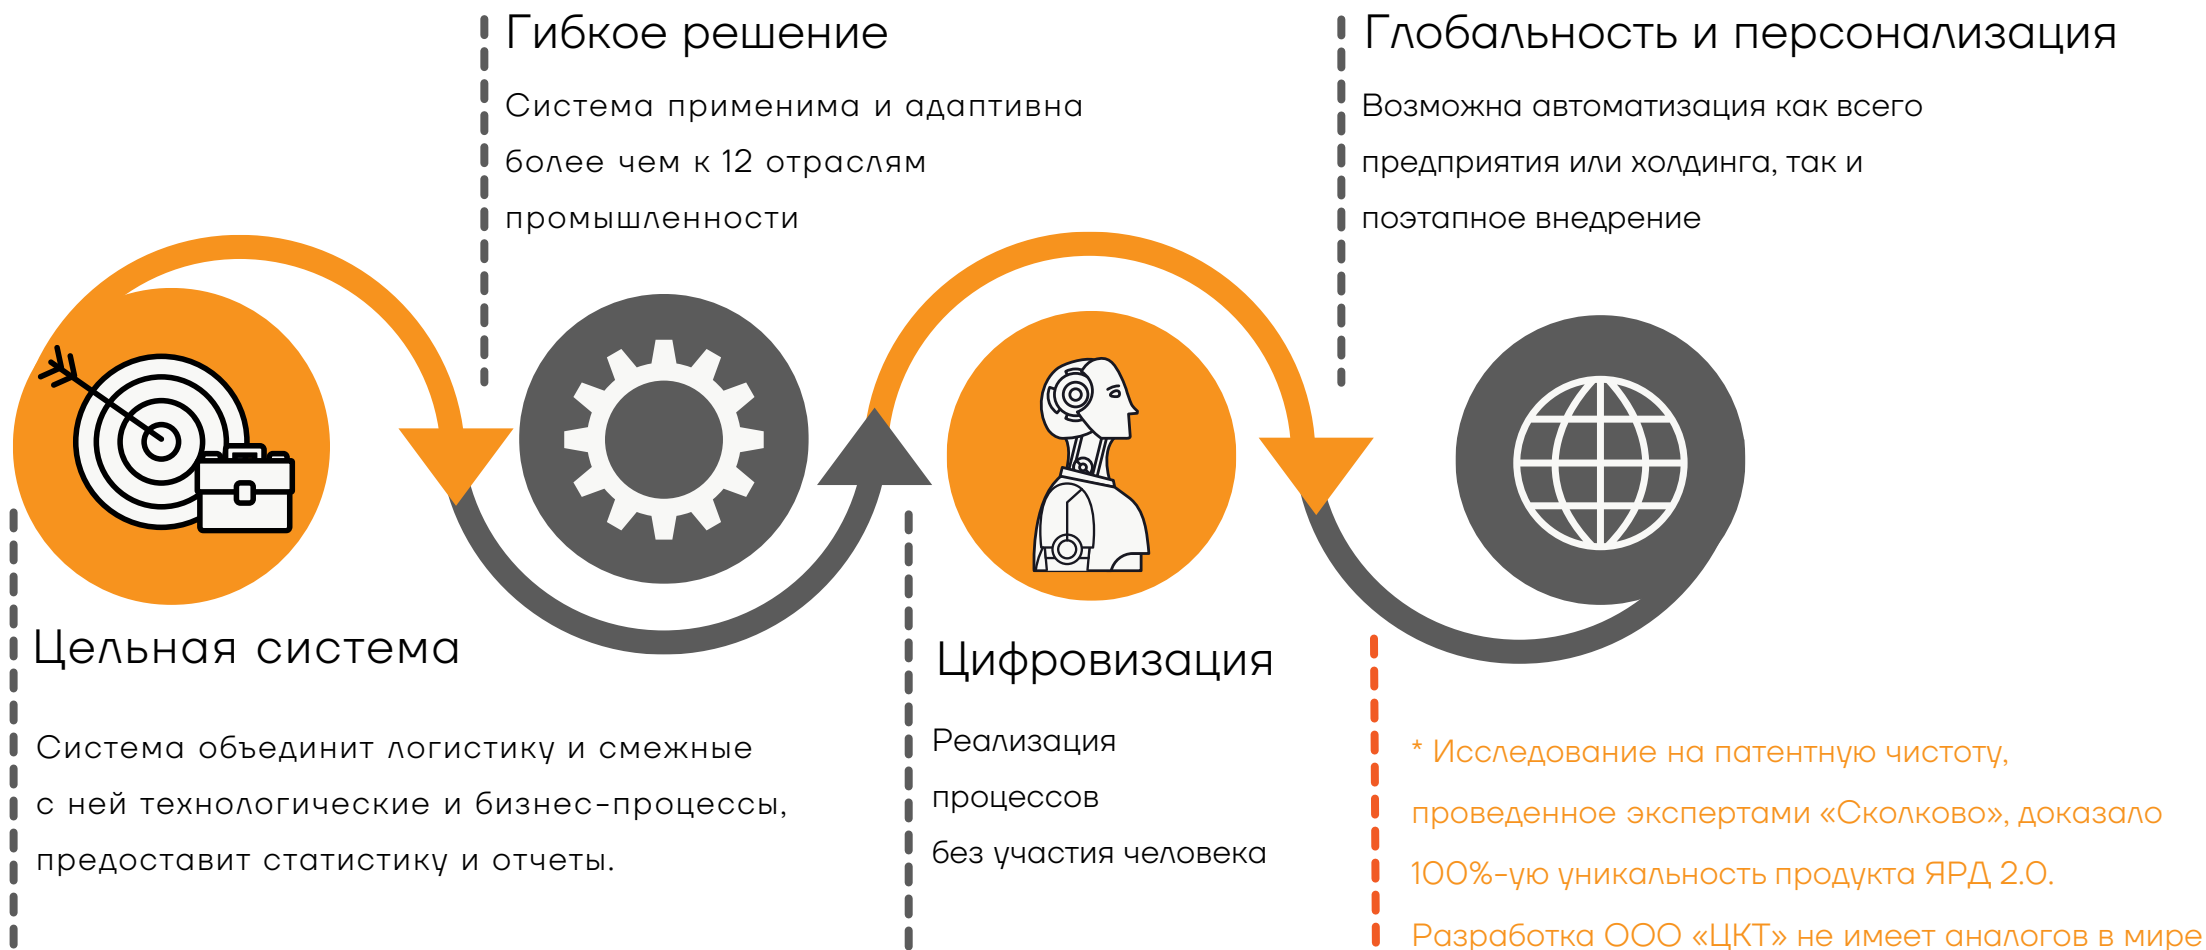 Гибкое решение
Система применима и адаптивна
более чем к 12 отраслям
промышленности
Глобальность и персонализация
Возможна автоматизация как всего
предприятия или холдинга, так и
поэтапное внедрение
Цельная система
Система объединит логистику и смежные
с ней технологические и бизнес-процессы,
предоставит статистику и отчеты.
Цифровизация
Реализация
процессов
без участия человека
* Исследование на патентную чистоту,
проведенное экспертами «Сколково», доказало
100%-ую уникальность продукта ЯРД 2.0.
Разработка ООО «ЦКТ» не имеет аналогов в мире